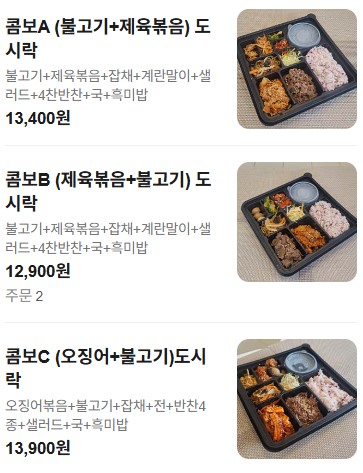 콤보A (불고기+제육볶음) 도
시락
불고기+제육볶음+잡채+계란말이+샐
러드+4찬반찬+국+흑미밥
13,400원
콤보B (제육볶음+불고기) 도
시락
불고기+제육볶음+잡채+계란말이+샐
러드+4찬반찬+국+흑미밥
12,900원
주문 2
콤보C (오징어+불고기)도시
락
오징어볶음+불고기+잡채+전+반찬4
종+샐러드+국+흑미밥
13,900원